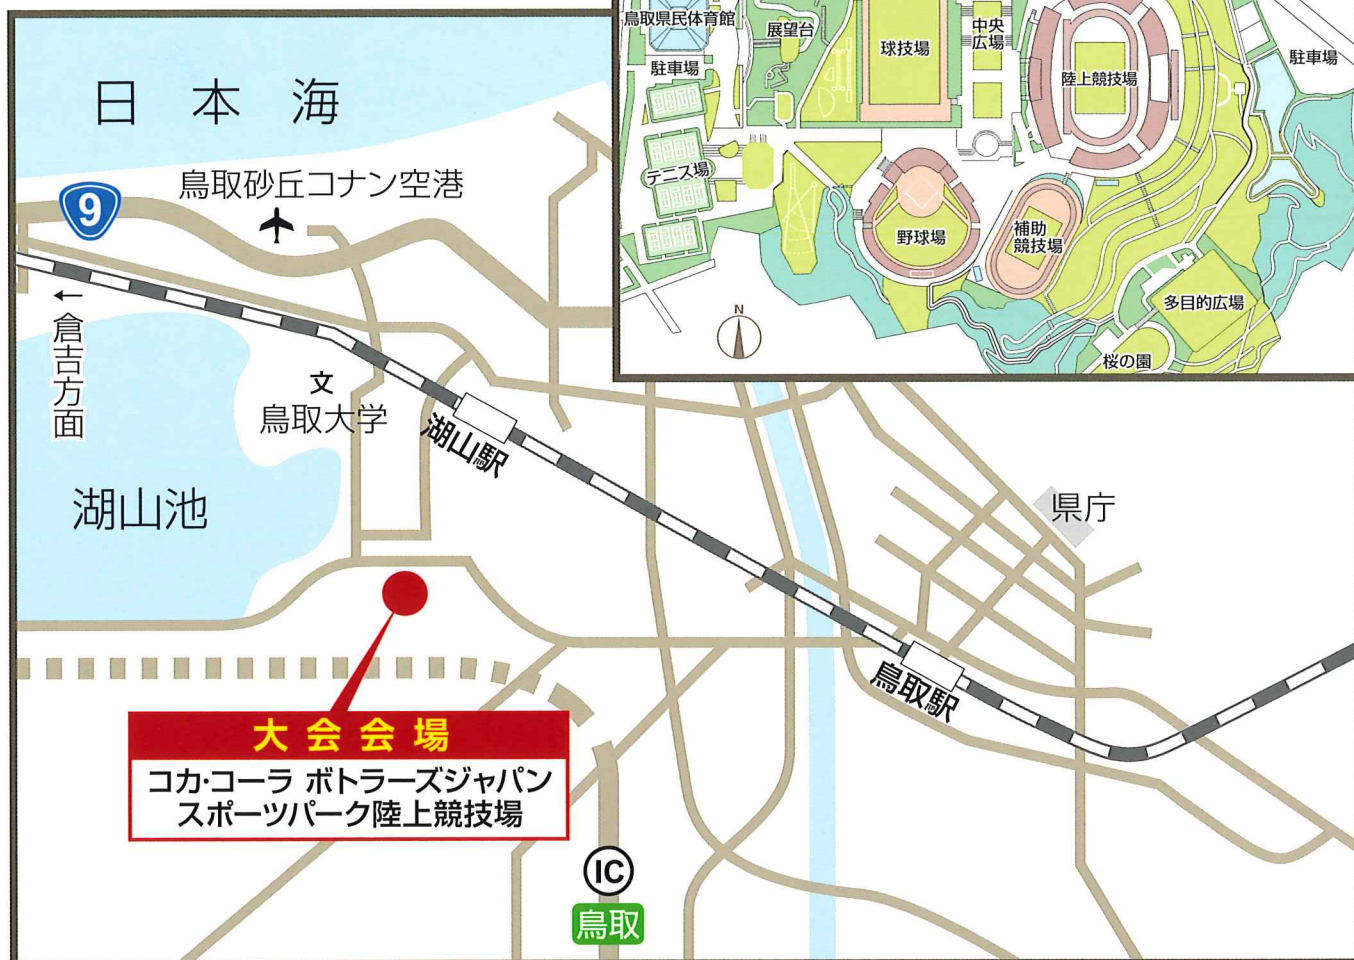 日本海
9
鳥取砂丘コナン空港
←
倉吉方面
文
鳥取大学
湖山駅
湖山池
県庁
鳥取駅
大会会場
コカ・コーラ ボトラーズジャパン
スポーツパーク陸上競技場
IC
鳥取
鳥取県民体育館
展望台
駐車場
球技場
中央
広場
陸上競技場
駐車場
テニス場
野球場
補助
競技場
多目的広場
桜の園
N